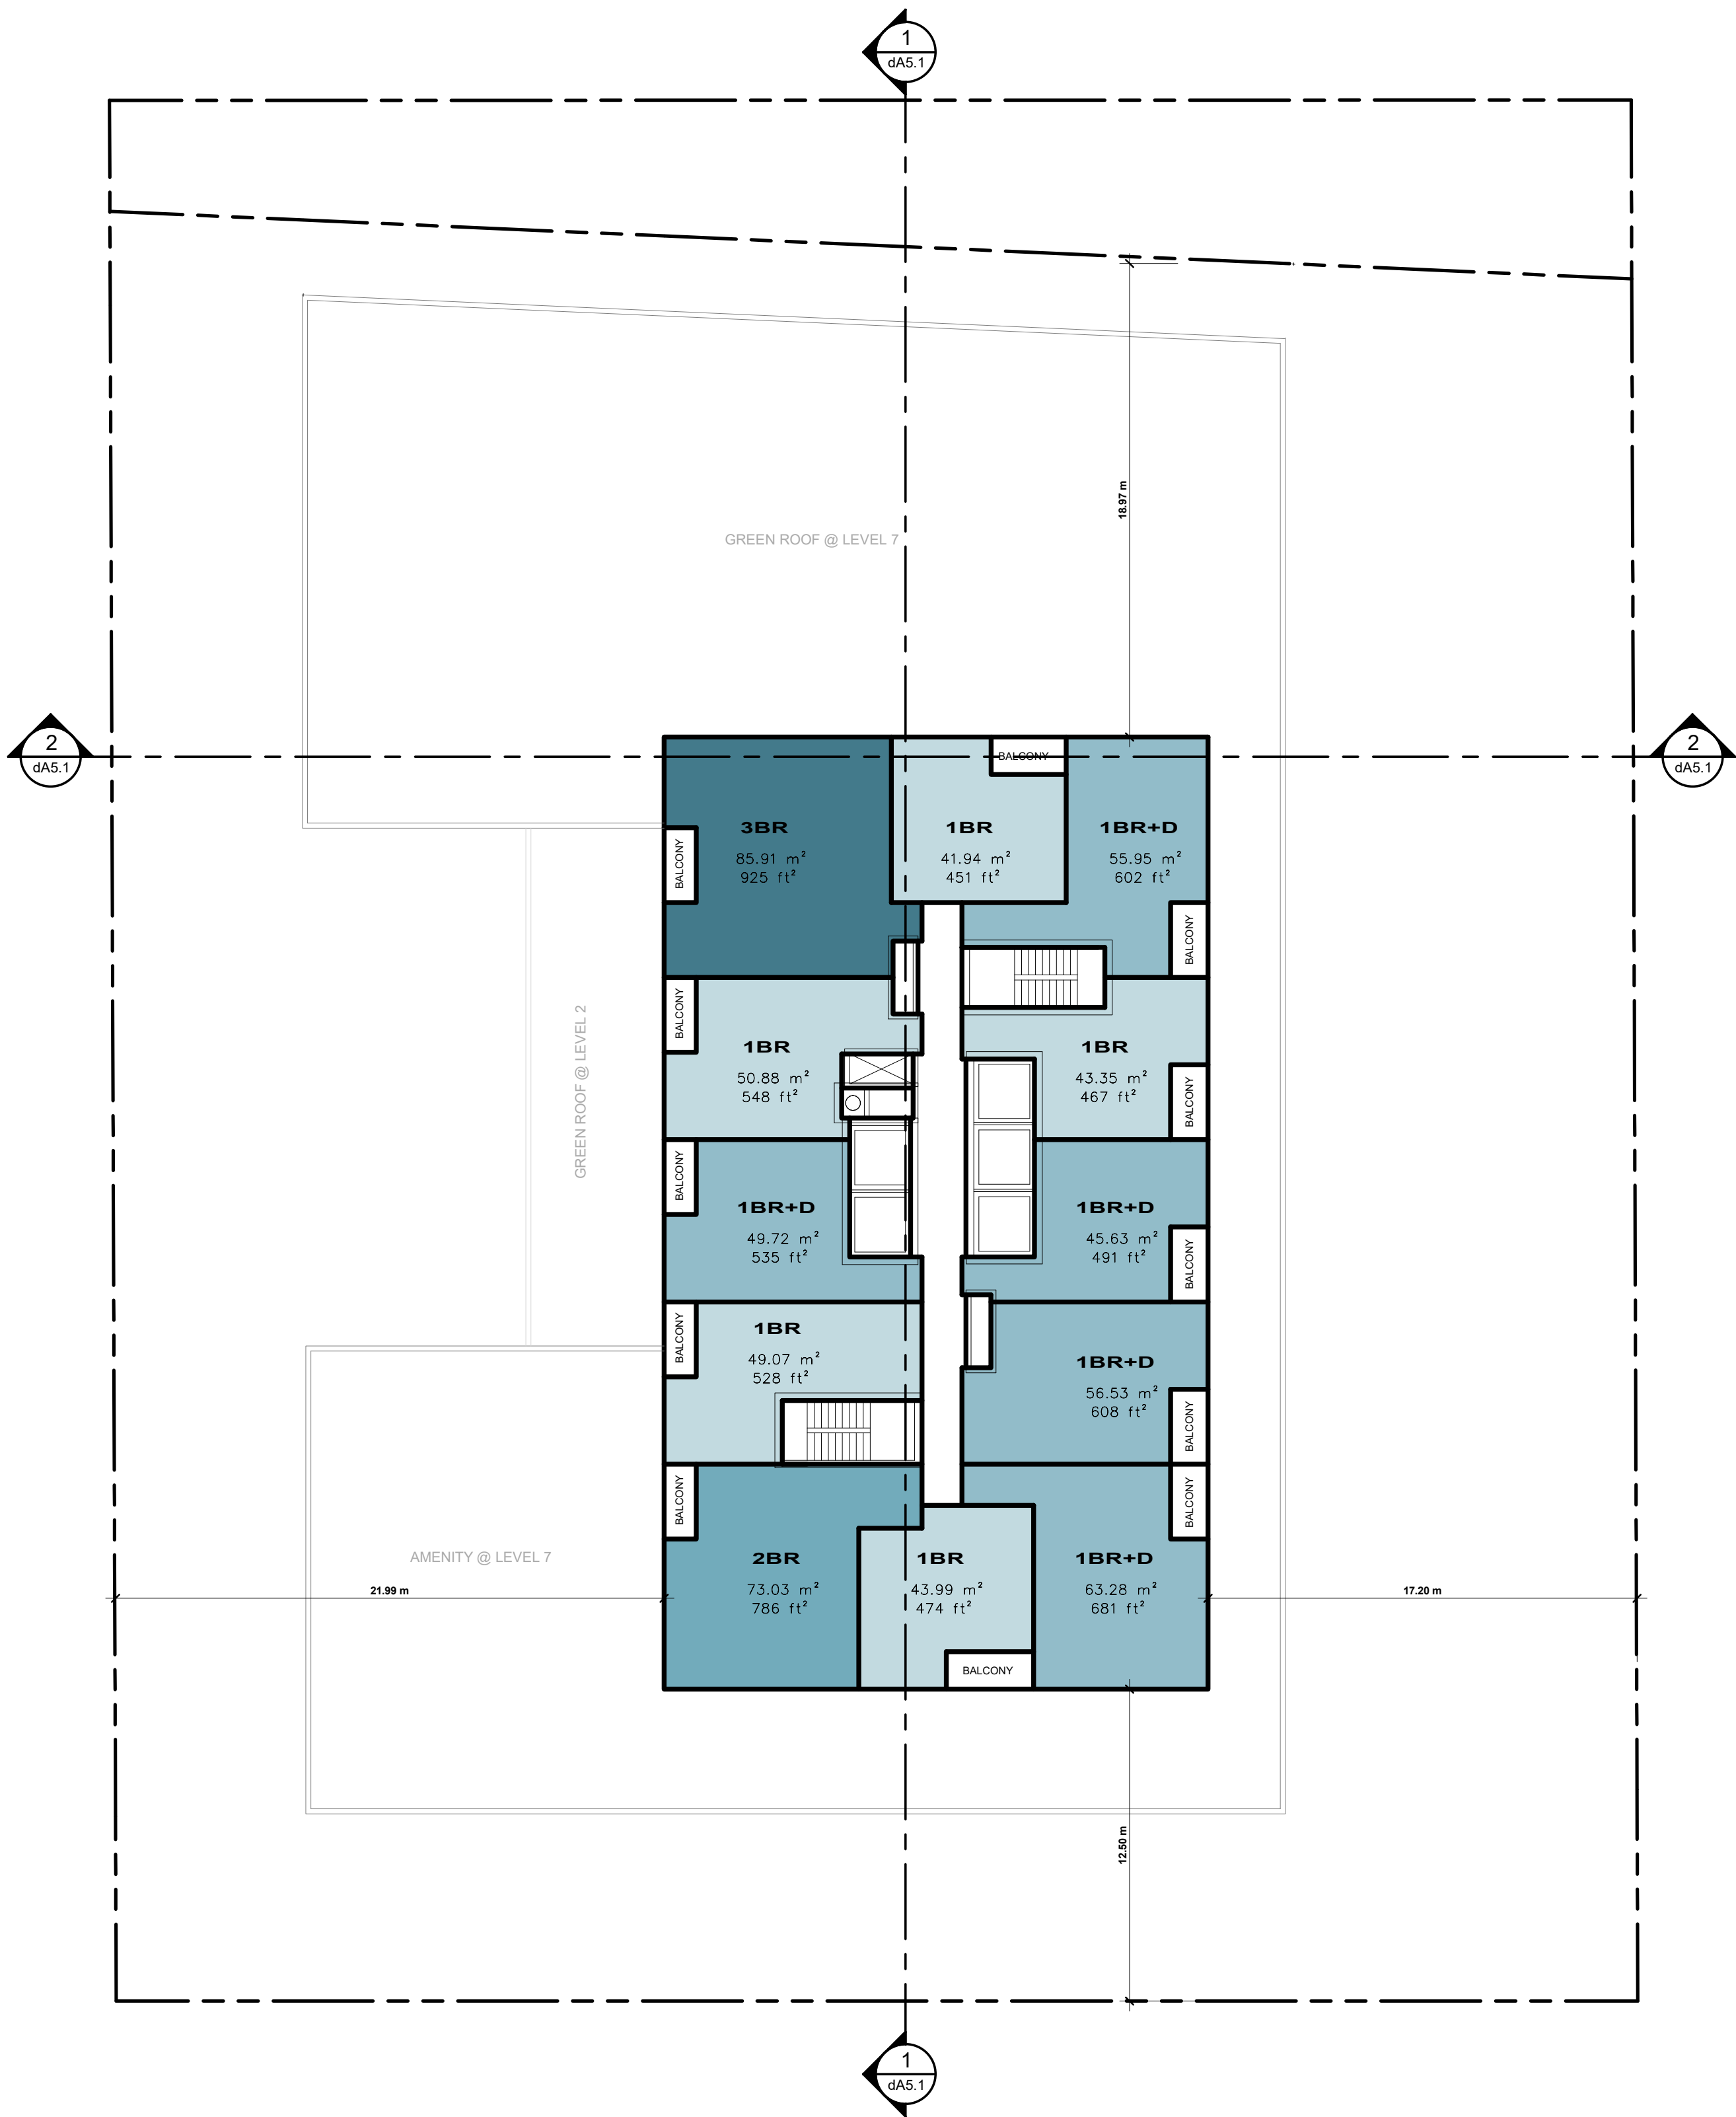 1
dA5.1
18.97 m
GREEN ROOF @ LEVEL 7
2
dA5.1
2
dA5.1
BALCONY
3BR
85.91 m²
925 ft²
1BR
41.94 m²
451 ft²
1BR+D
55.95 m²
602 ft²
BALCONY
BALCONY
BALCONY
GREEN ROOF @ LEVEL 2
1BR
50.88 m²
548 ft²
1BR
43.35 m²
467 ft²
BALCONY
BALCONY
1BR+D
49.72 m²
535 ft²
1BR+D
45.63 m²
491 ft²
BALCONY
BALCONY
1BR
49.07 m²
528 ft²
1BR+D
56.53 m²
608 ft²
BALCONY
BALCONY
BALCONY
AMENITY @ LEVEL 7
2BR
73.03 m²
786 ft²
1BR
43.99 m²
474 ft²
1BR+D
63.28 m²
681 ft²
21.99 m
17.20 m
BALCONY
12.50 m
1
dA5.1